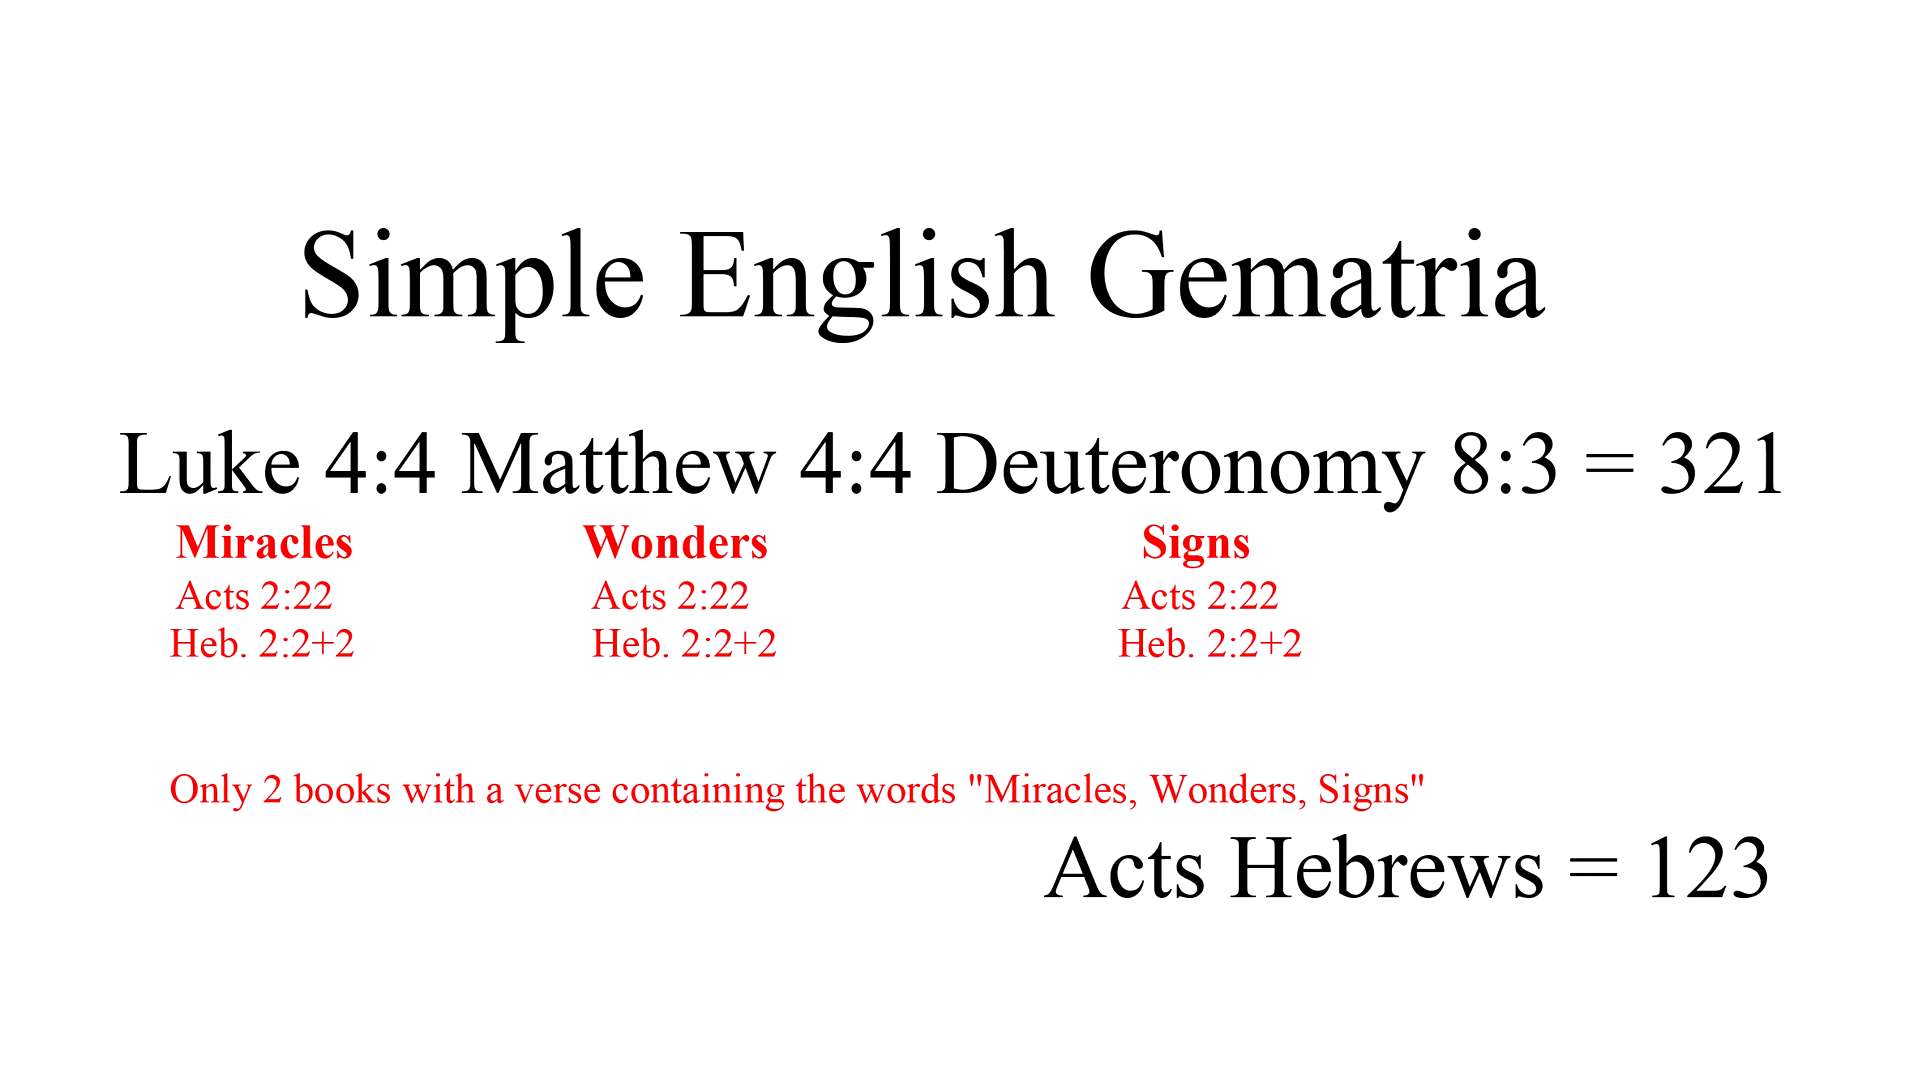 Simple English Gematria
Luke 4:4 Matthew 4:4 Deuteronomy 8:3 = 321
Miracles Wonders Signs
Acts 2:22 Acts 2:22 Acts 2:22
Heb. 2:2+2 Heb. 2:2+2 Heb. 2:2+2
Only 2 books with a verse containing the words "Miracles, Wonders, Signs"
Acts Hebrews = 123